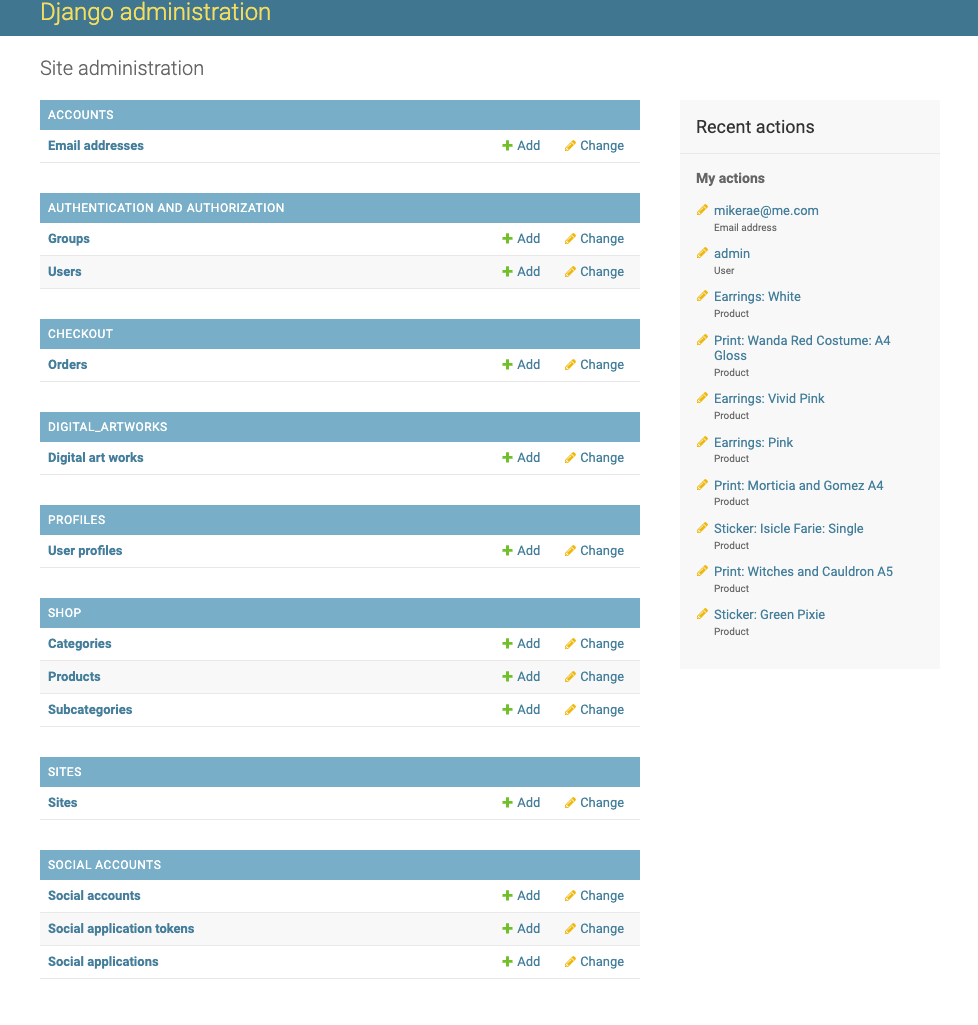 Django administration
Site administration
ACCOUNTS
Email addresses Add Change
AUTHENTICATION AND AUTHORIZATION
Groups Add Change
Users Add Change
CHECKOUT
Orders Add Change
DIGITAL_ARTWORKS
Digital art works Add Change
PROFILES
User profiles Add Change
SHOP
Categories Add Change
Products Add Change
Subcategories Add Change
SITES
Sites Add Change
SOCIAL ACCOUNTS
Social accounts Add Change
Social application tokens Add Change
Social applications Add Change
Recent actions
My actions
mikerae@me.com
Email address
admin
User
Earrings: White
Product
Print: Wanda Red Costume: A4
Gloss
Product
Earrings: Vivid Pink
Product
Earrings: Pink
Product
Print: Morticia and Gomez A4
Product
Sticker: Isicle Farie: Single
Product
Print: Witches and Cauldron A5
Product
Sticker: Green Pixie
Product